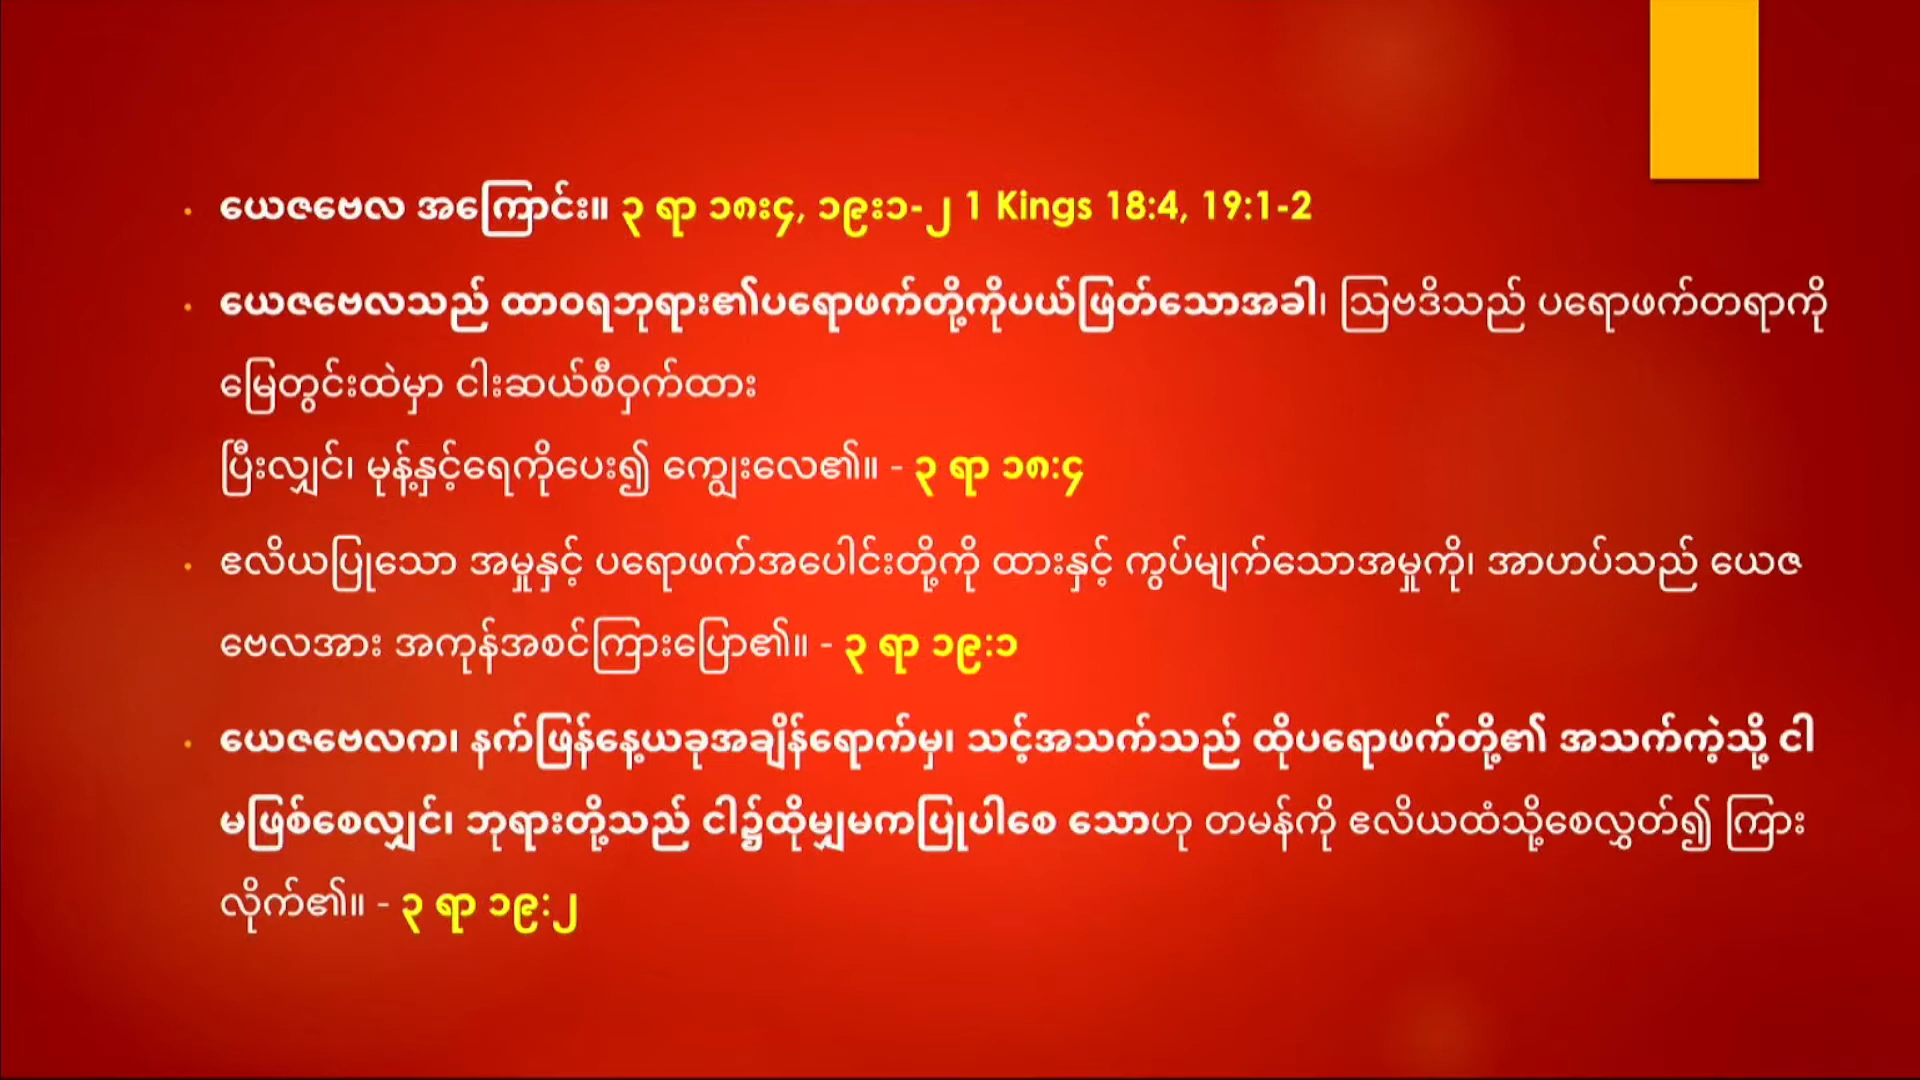 • ယေဇဗေလ အကြောင်း။ ၃ ရာ ၁၈း၄, ၁၉း၁-၂ 1 Kings 18:4, 19:1-2
• ယေဇဗေလသည် ထာဝရဘုရား၏ပရောဖက်တို့ကိုပယ်ဖြတ်သောအခါ၊ ဩဗဒိသည် ပရောဖက်တရာကို
မြေတွင်းထဲမှာ ငါးဆယ်စီဝှက်ထား
ပြီးလျှင်၊ မုန့်နှင့်ရေကိုပေး၍ ကျွေးလေ၏။ - ၃ ရာ ၁၈:၄
• ဧလိယပြုသော အမှုနှင့် ပရောဖက်အပေါင်းတို့ကို ထားနှင့် ကွပ်မျက်သောအမှုကို၊ အာဟပ်သည် ယေဇ
ဗေလအား အကုန်အစင်ကြားပြော၏။ - ၃ ရာ ၁၉:၁
• ယေဇဗေလက၊ နက်ဖြန်နေ့ယခုအချိန်ရောက်မှ၊ သင့်အသက်သည် ထိုပရောဖက်တို့၏ အသက်ကဲ့သို့ ငါ
မဖြစ်စေလျှင်၊ ဘုရားတို့သည် ငါ၌ထိုမျှမကပြုပါစေ သောဟု တမန်ကို ဧလိယထံသို့စေလွှတ်၍ ကြား
လိုက်၏။ - ၃ ရာ ၁၉:၂